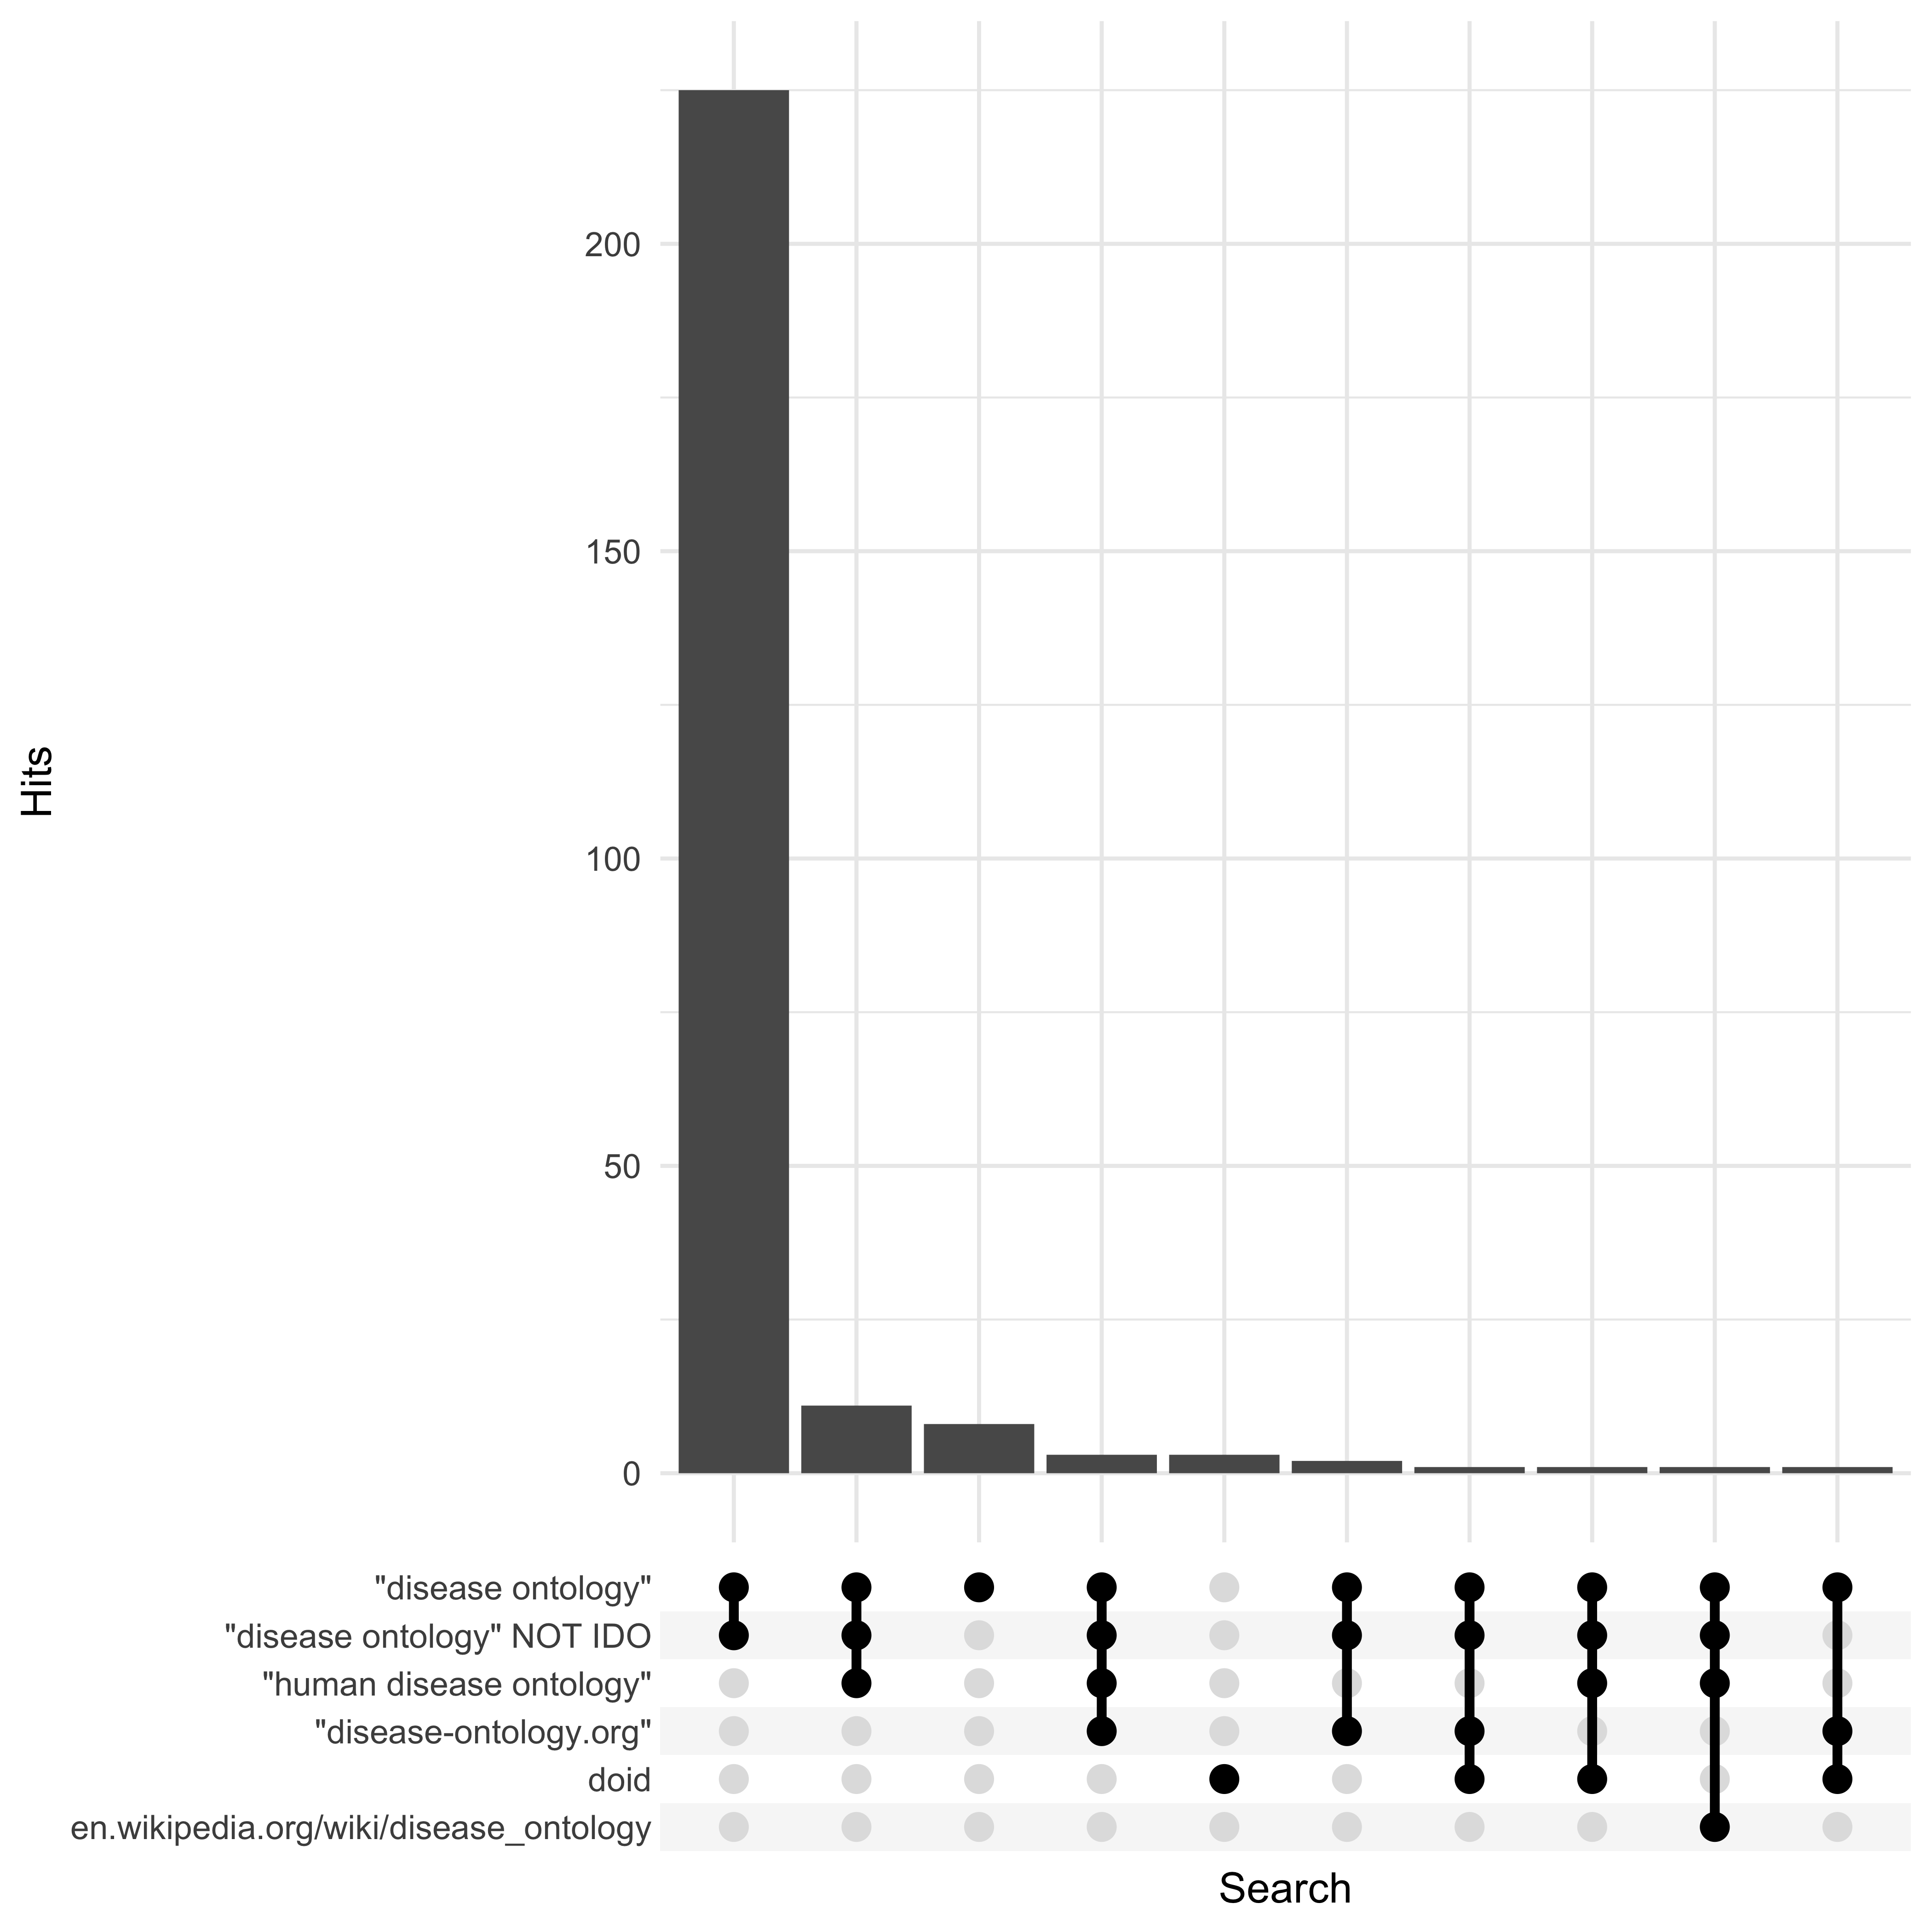 Hits
200
150
100
50
0
"disease ontology"
"disease ontology" NOT IDO
"human disease ontology"
"disease-ontology.org"
doid
en.wikipedia.org/wiki/disease_ontology
Search